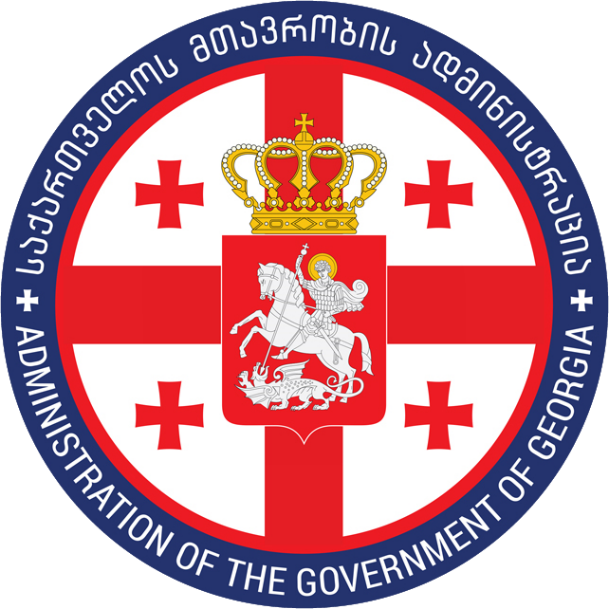 საქართველოს მთავრობის ადმინისტრაცია
ADMINISTRATION OF THE GOVERNMENT OF GEORGIA